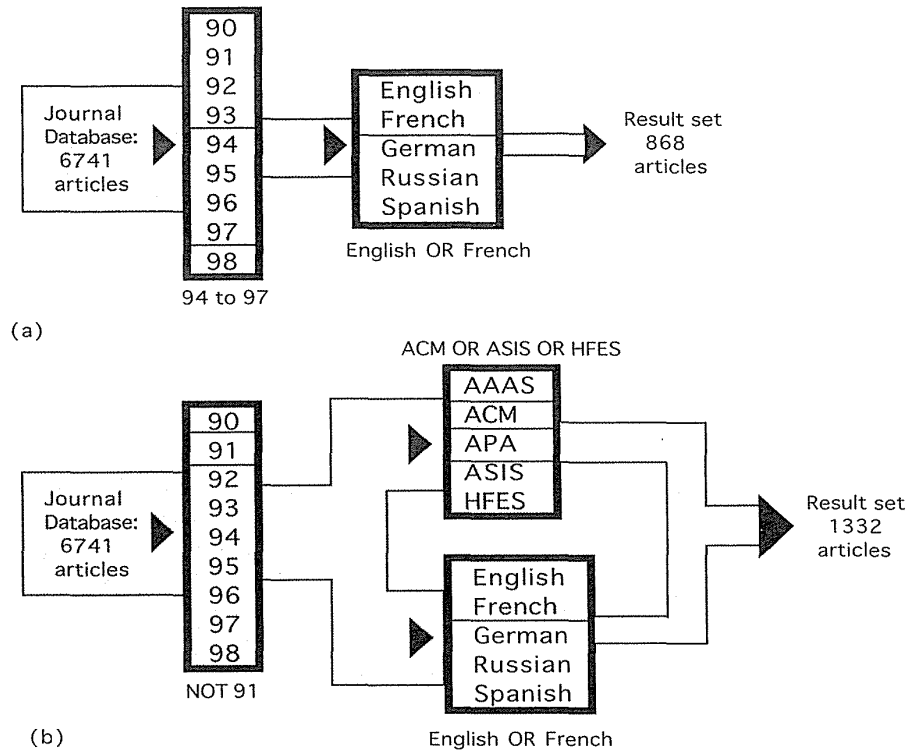 90
91
92
93
94
95
96
97
98
Journal
Database:
6741
articles
94 to 97
English
French
German
Russian
Spanish
English OR French
Result set
868
articles
(a)
ACM OR ASIS OR HFES
AAAS
ACM
APA
ASIS
HFES
90
91
92
93
94
95
96
97
98
Journal
Database:
6741
articles
NOT 91
English
French
German
Russian
Spanish
English OR French
Result set
1332
articles
(b)